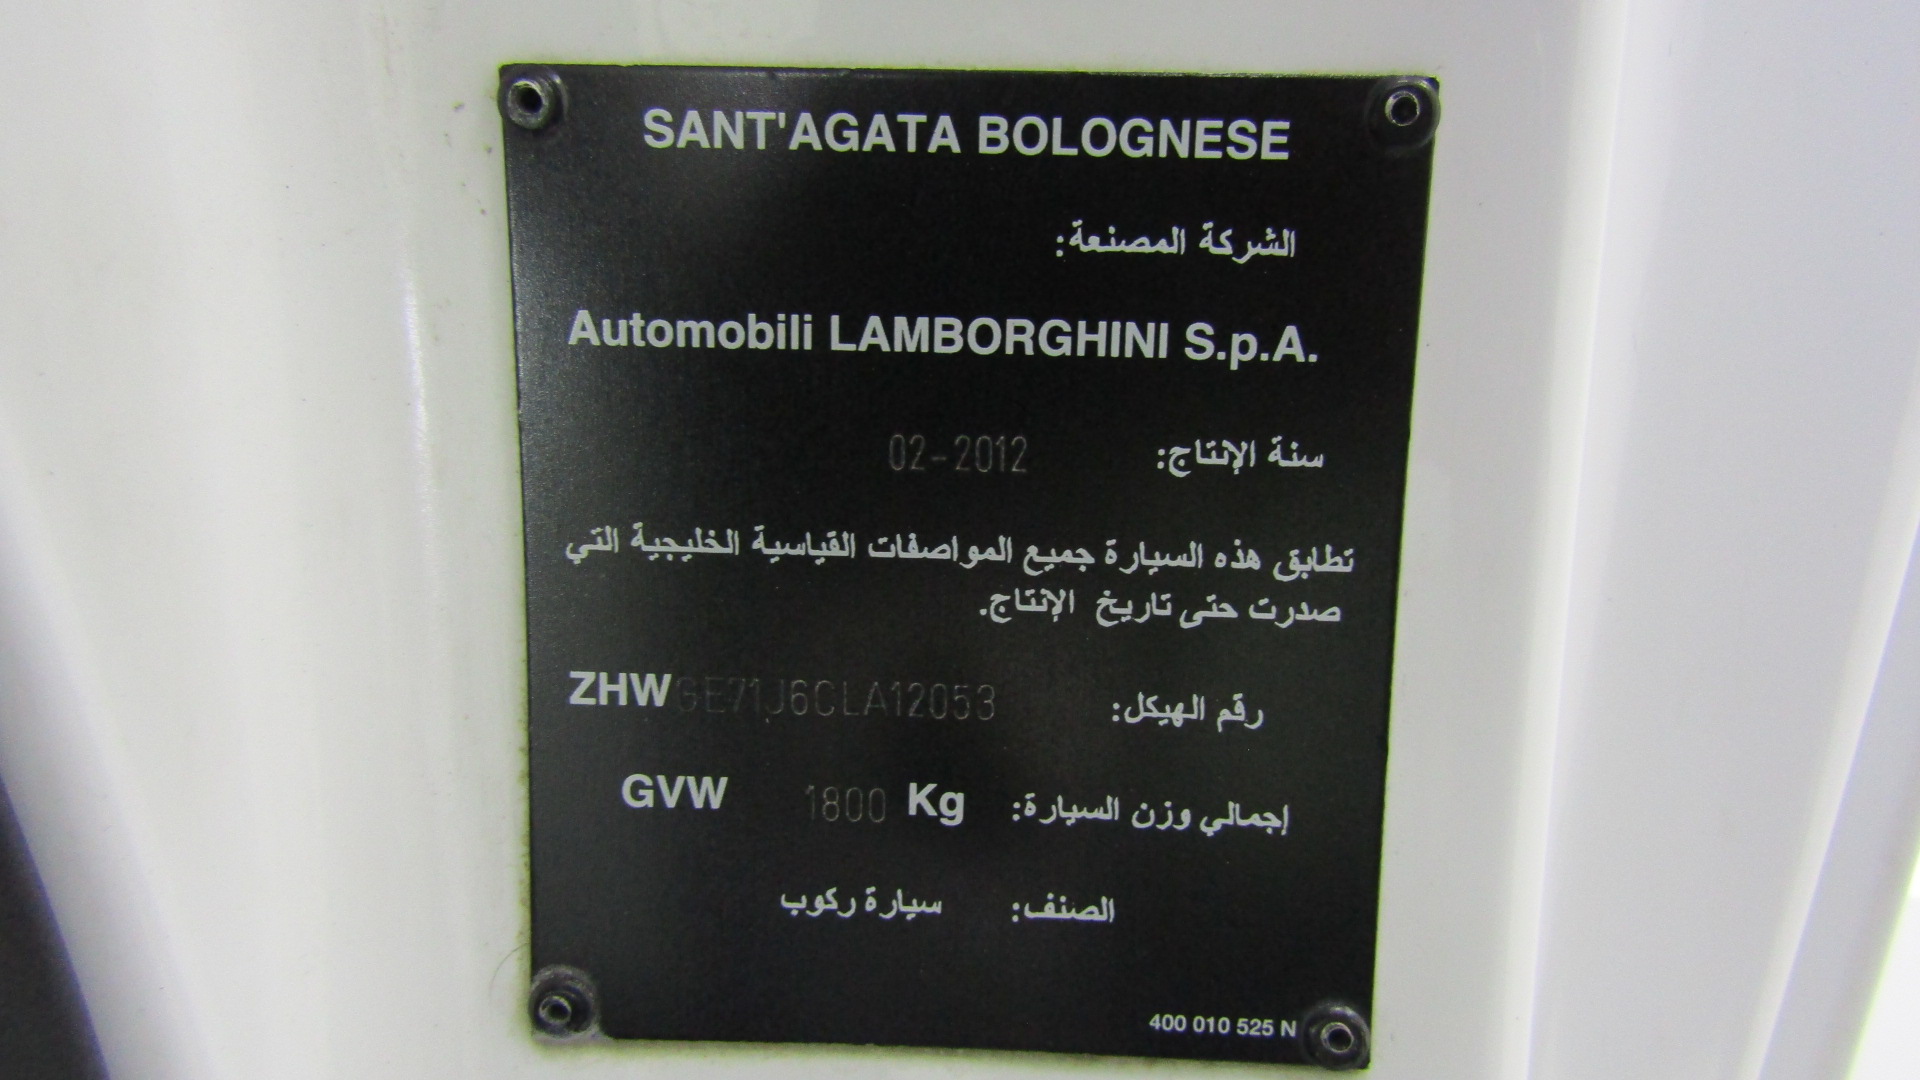 SANT'AGATA BOLOGNESE
الشركة المصنعة:
Automobili LAMBORGHINI S.p.A.
سنة الإنتاج: 02-2012
تطابق هذه السيارة جميع المواصفات القياسية الخليجية التي
صدرت حتى تاريخ الإنتاج.
رقم الهيكل: ZHWGE71J6CLA12053
إجمالي وزن السيارة: GVW 1800 Kg
الصنف: سيارة ركوب
400 010 525 N